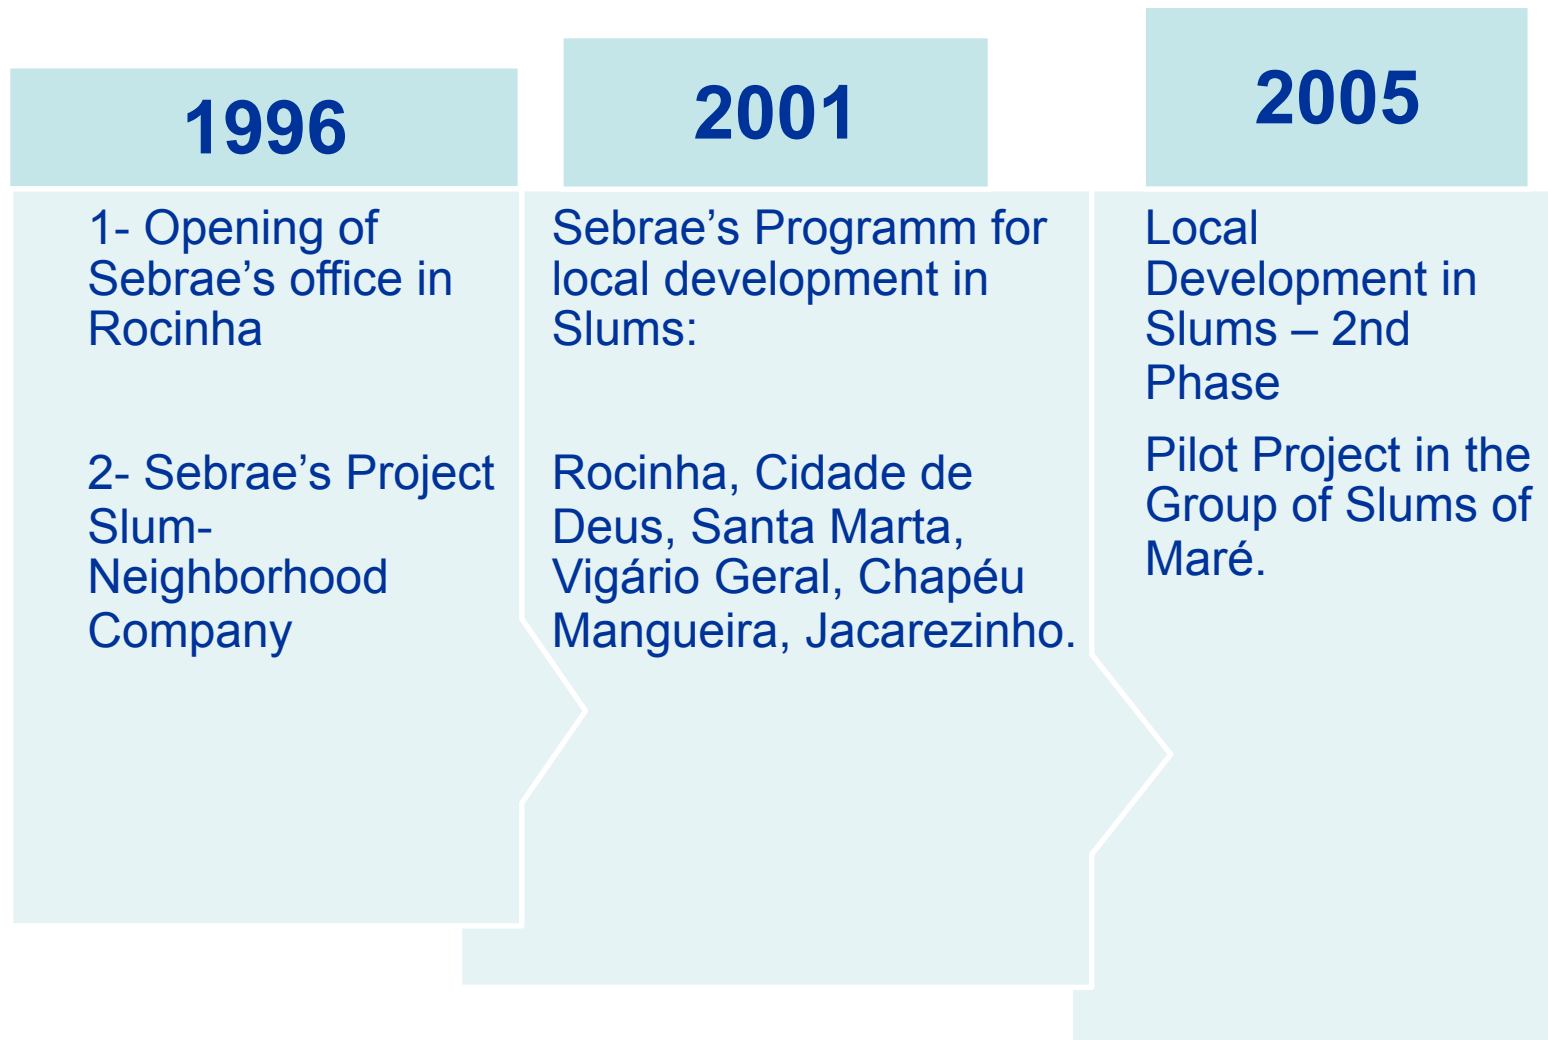 1996
1- Opening of
Sebrae’s office in
Rocinha
2- Sebrae’s Project
Slum-
Neighborhood
Company
2001
Sebrae’s Programm for
local development in
Slums:
Rocinha, Cidade de
Deus, Santa Marta,
Vigário Geral, Chapéu
Mangueira, Jacarezinho.
2005
Local
Development in
Slums – 2nd
Phase
Pilot Project in the
Group of Slums of
Maré.